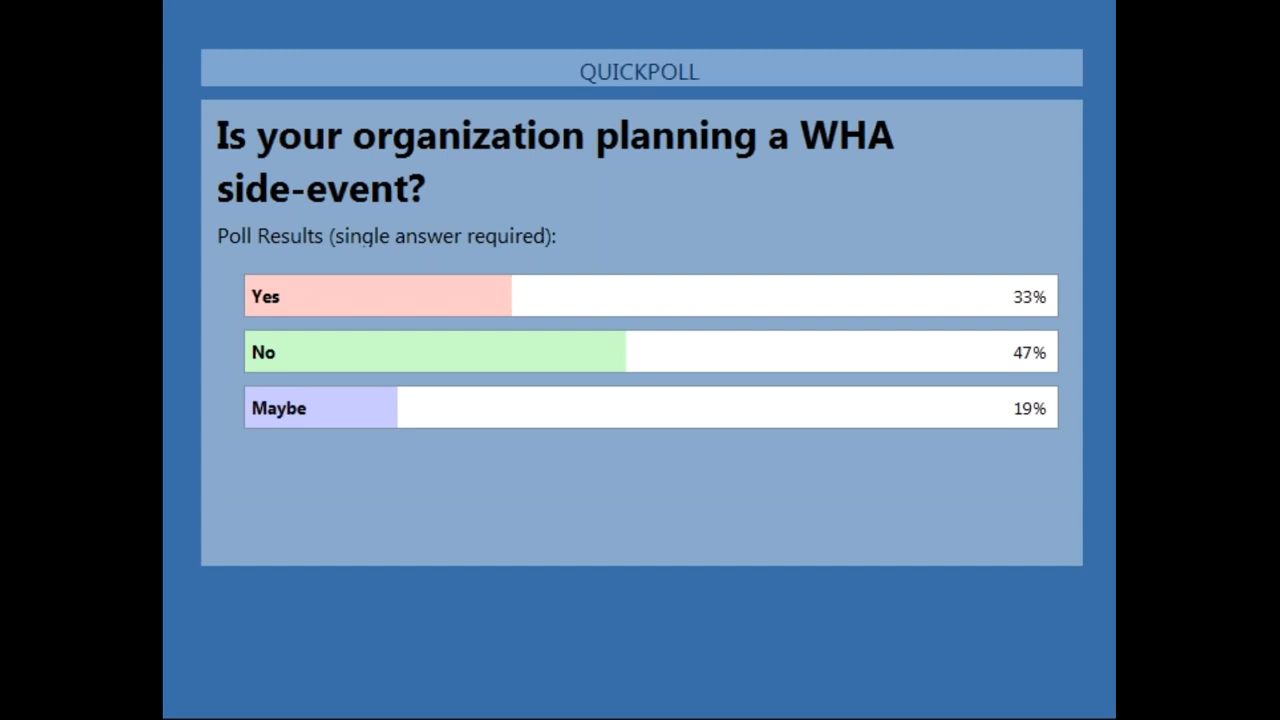 QUICKPOLL
Is your organization planning a WHA
side-event?
Poll Results (single answer required):
Yes 33%
No 47%
Maybe 19%